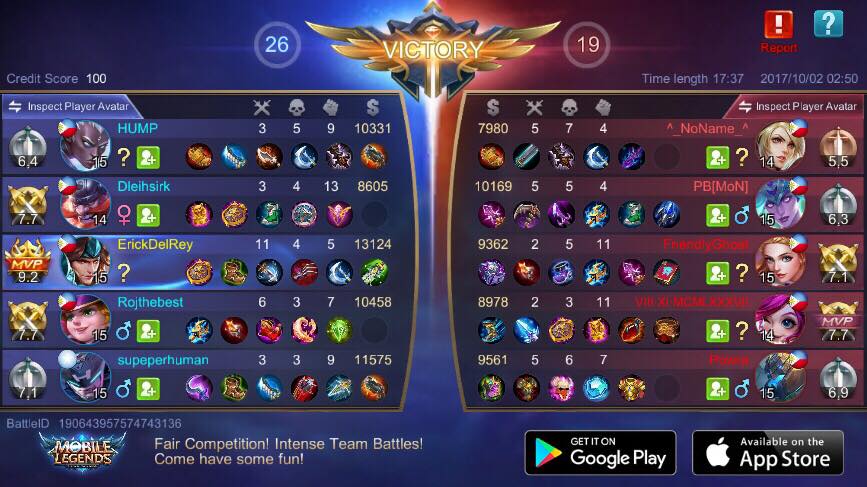 26 VICTORY 19
Report
Credit Score 100
Time length 17:37 2017/10/02 02:50
Inspect Player Avatar
Inspect Player Avatar
HUMP 3 5 9 10331
6,4 15 ?
Dleihsirk 3 4 13 8605
7.7 14
ErickDelRey 11 4 5 13124
MVP 9.2 15 ?
Rojthebest 6 3 7 10458
7.7 15
supeperhuman 3 3 9 11575
7,1 15
7980 5 7 4 ^_NoName_^
? 14 5,5
10169 5 5 4 PB[MoN]
15 6,3
9362 2 5 11 FriendlyGhost
? 15 7.1
8978 2 3 11
? 14 MVP 7.7
9561 5 6 7
15 6,9
BattleID 190643957574743136
MOBILE
LEGENDS
Fair Competition! Intense Team Battles!
Come have some fun!
GET IT ON
Google Play
Available on the
App Store